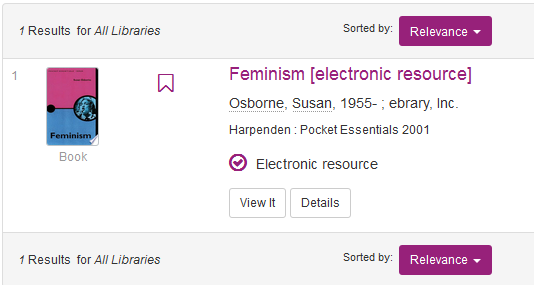 1 Results for All Libraries
Sorted by:
Relevance
1
Feminism [electronic resource]
Osborne, Susan, 1955- ; ebrary, Inc.
Harpenden : Pocket Essentials 2001
Feminism
Book
Electronic resource
View It
Details
1 Results for All Libraries
Sorted by:
Relevance